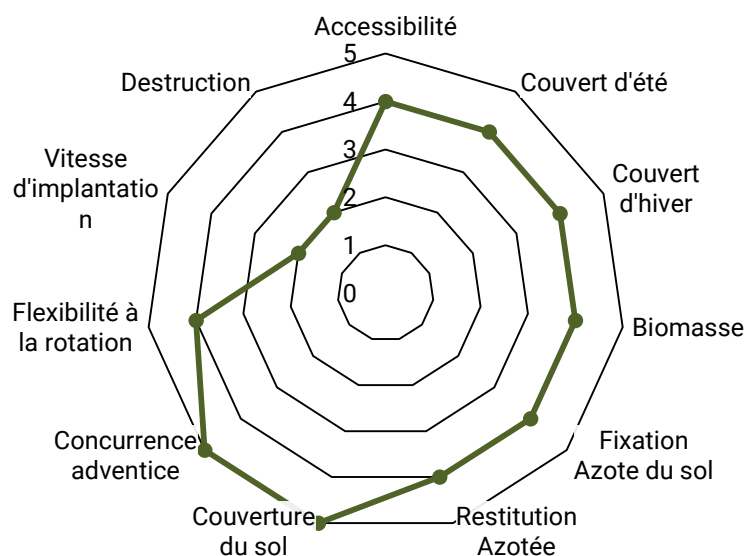 Accessibilité
5
Destruction
Couvert d'été
4
3
Vitesse
d'implantatio
n
Couvert
d'hiver
2
1
0
Flexibilité à
la rotation
Biomasse
Concurrence
adventice
Fixation
Azote du sol
Couverture
du sol
Restitution
Azotée